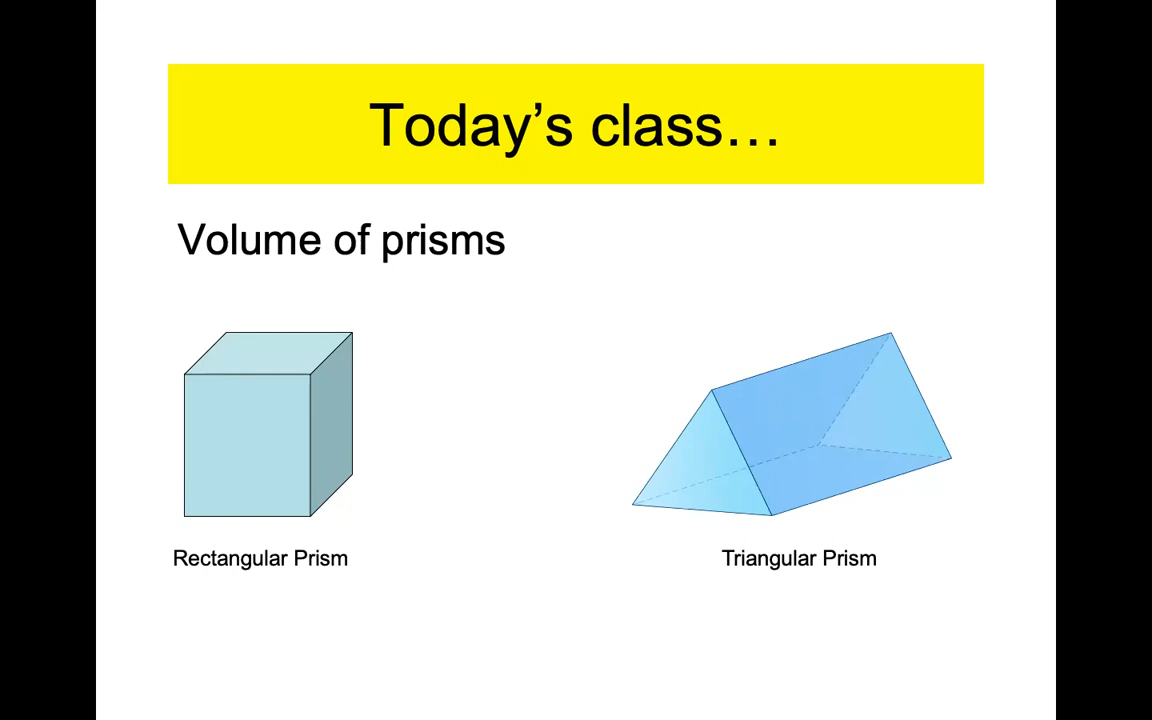 Today’s class…
Volume of prisms
Rectangular Prism
Triangular Prism